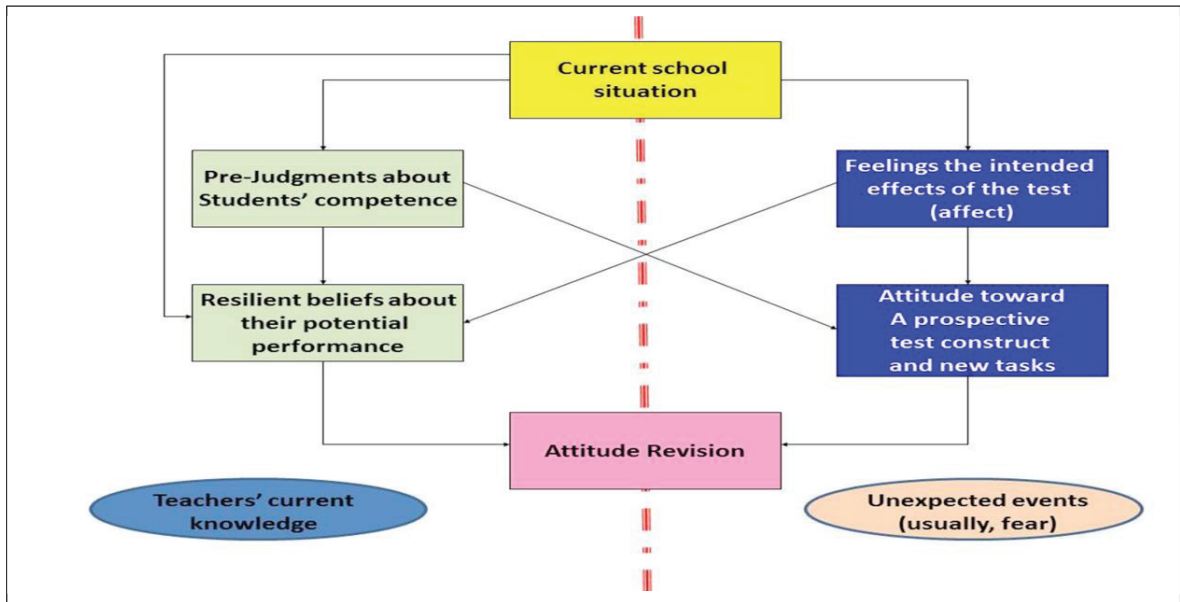 Current school
situation
Pre-Judgments about
Students' competence
Feelings the intended
effects of the test
(affect)
Resilient beliefs about
their potential
performance
Attitude toward
A prospective
test construct
and new tasks
Attitude Revision
Teachers' current
knowledge
Unexpected events
(usually, fear)